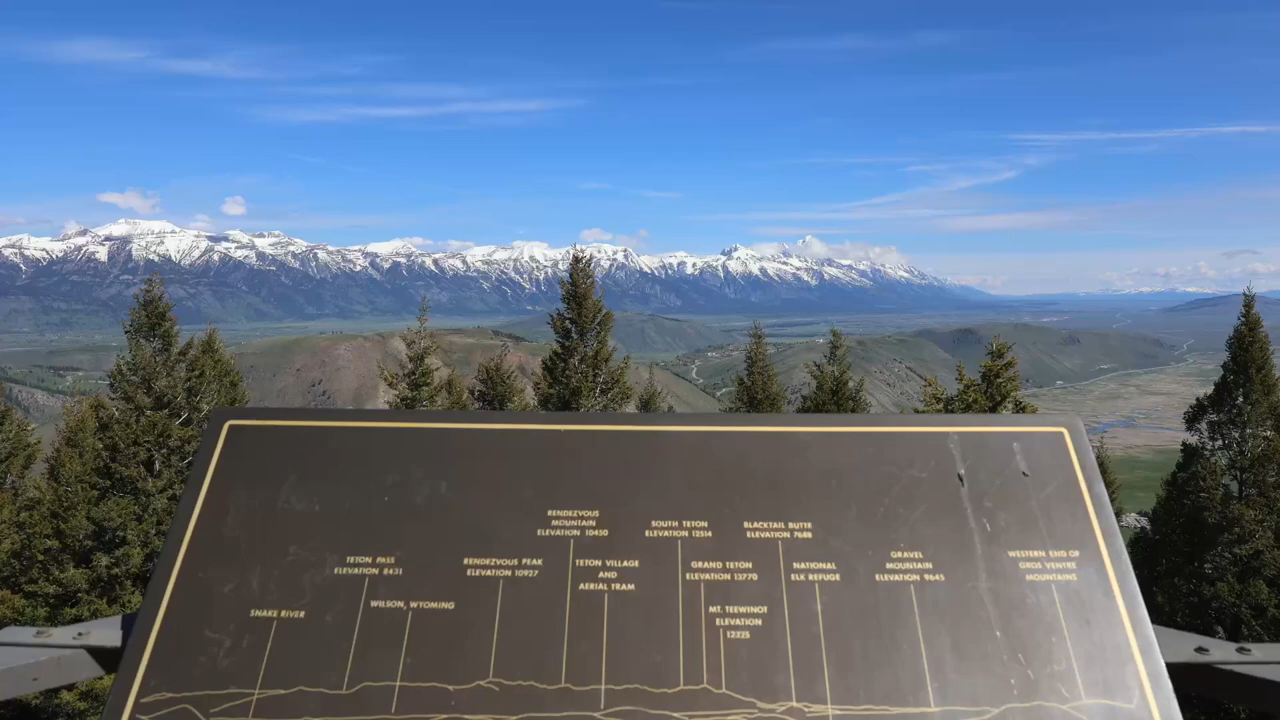 RENDEZVOUS
MOUNTAIN
ELEVATION 10450
SOUTH TETON
ELEVATION 12514
BLACKTAIL BUTTE
ELEVATION 7688
TETON PASS
ELEVATION 8431
RENDEZVOUS PEAK
ELEVATION 10927
TETON VILLAGE
AND
AERIAL TRAM
GRAND TETON
ELEVATION 13770
NATIONAL
ELK REFUGE
GRAVEL
MOUNTAIN
ELEVATION 9645
WESTERN END OF
GROS VENTRE
MOUNTAINS
SNAKE RIVER
WILSON, WYOMING
MT. TEEWINOT
ELEVATION
12325